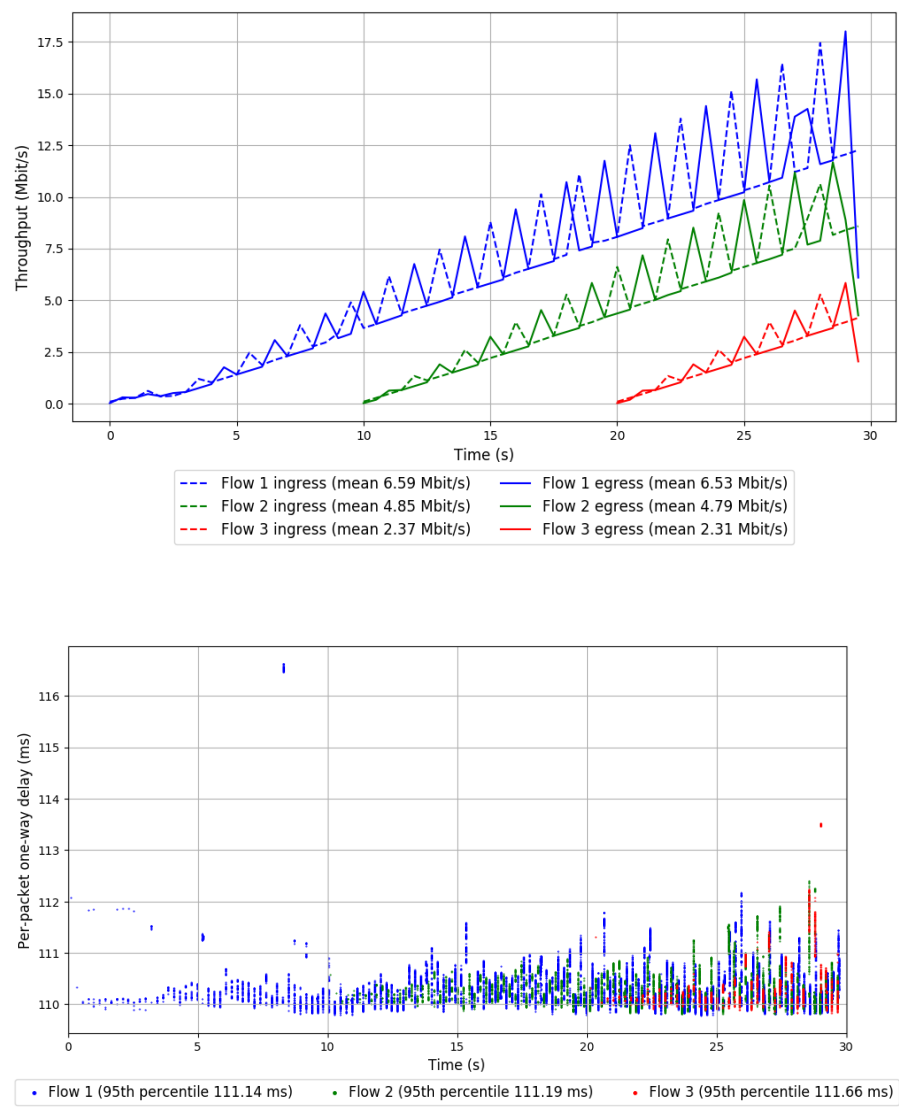 17.5
15.0
12.5
10.0
7.5
5.0
2.5
0.0
Throughput (Mbit/s)
0 5 10 15 20 25 30
Time (s)
Flow 1 ingress (mean 6.59 Mbit/s) Flow 1 egress (mean 6.53 Mbit/s)
Flow 2 ingress (mean 4.85 Mbit/s) Flow 2 egress (mean 4.79 Mbit/s)
Flow 3 ingress (mean 2.37 Mbit/s) Flow 3 egress (mean 2.31 Mbit/s)
116
115
114
113
112
111
110
Per-packet one-way delay (ms)
0 5 10 15 20 25 30
Time (s)
Flow 1 (95th percentile 111.14 ms) Flow 2 (95th percentile 111.19 ms) Flow 3 (95th percentile 111.66 ms)